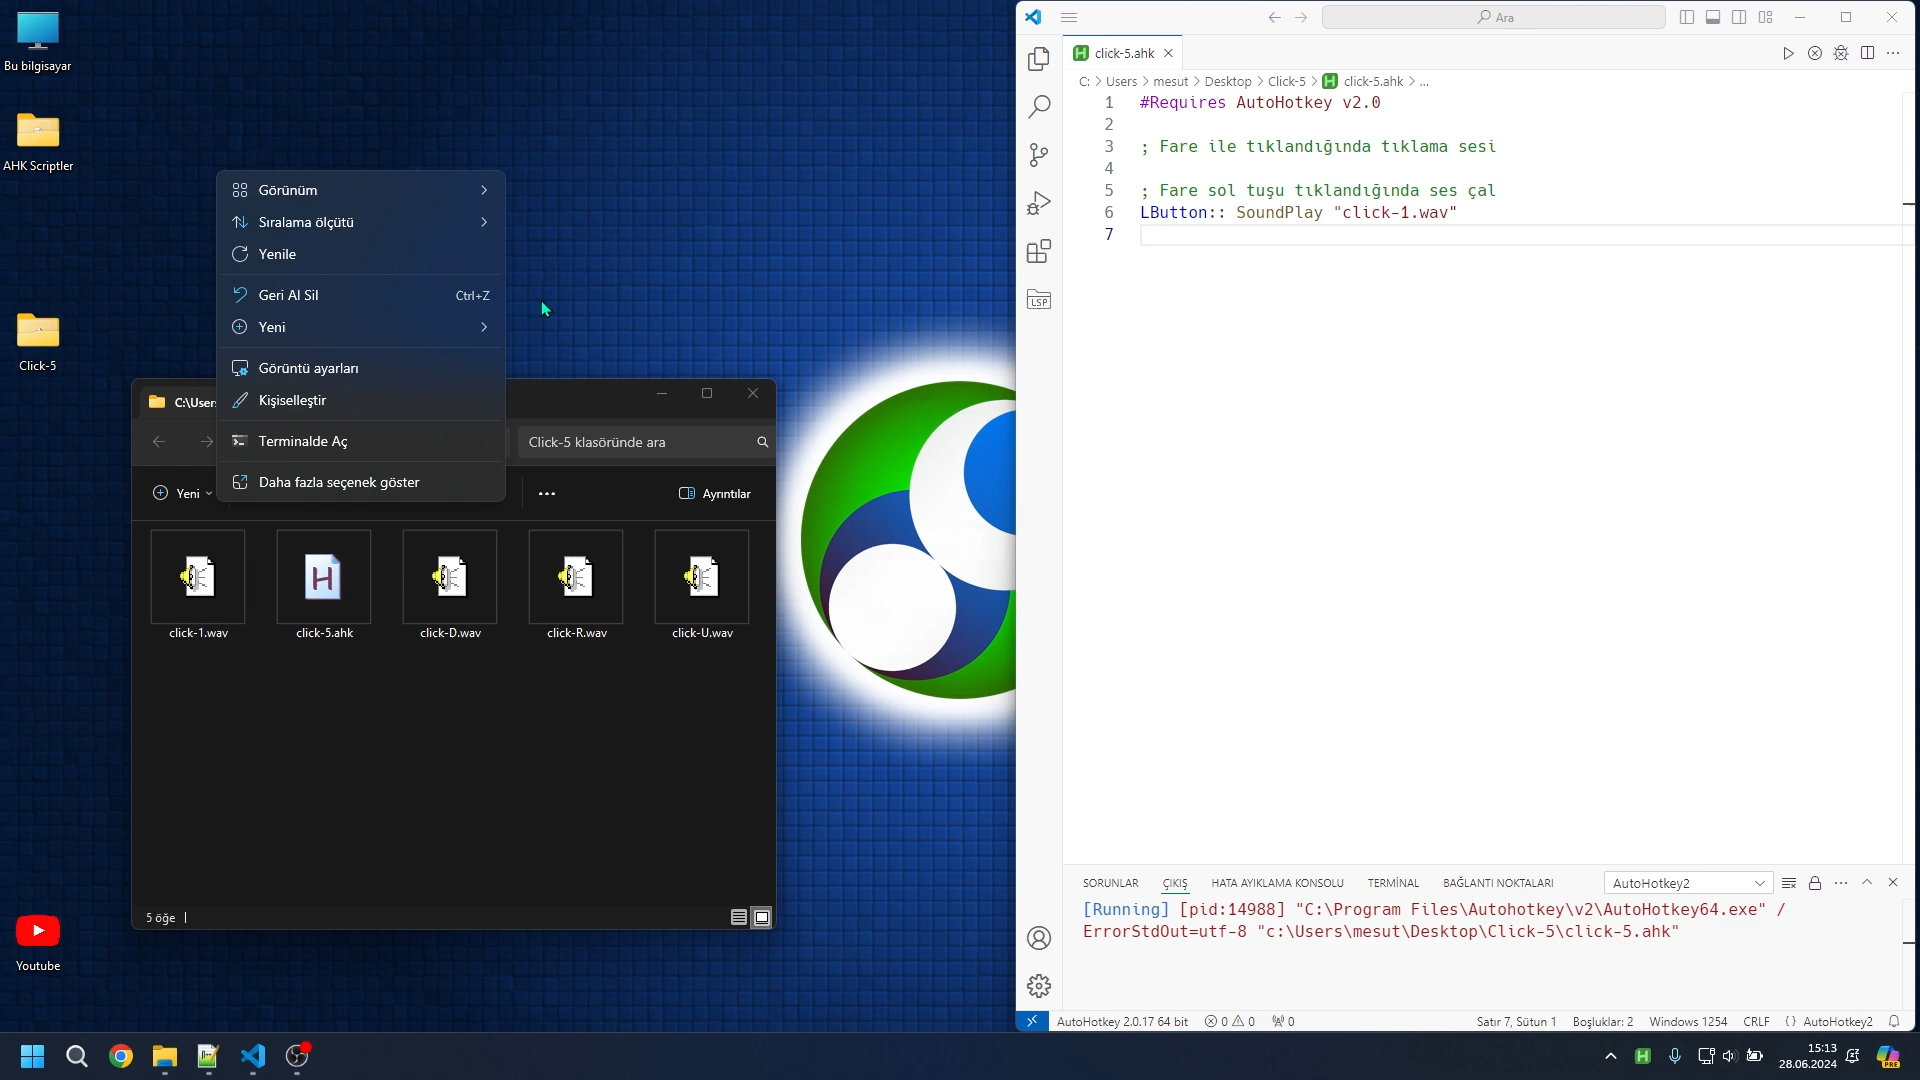 Bu bilgisayar
AHK Scriptler
Click-5
Youtube
Görünüm
Sıralama ölçütü
Yenile
Geri Al Sil Ctrl+Z
Yeni
Görüntü ayarları
Kişiselleştir
Terminalde Aç
Daha fazla seçenek göster
C:\User
Click-5 klasöründe ara
Yeni
Ayrıntılar
click-1.wav
click-5.ahk
click-D.wav
click-R.wav
click-U.wav
5 öğe
Ara
click-5.ahk
C: > Users > mesut > Desktop > Click-5 > click-5.ahk > ...
1 #Requires AutoHotkey v2.0
2
3 ; Fare ile tıklandığında tıklama sesi
4
5 ; Fare sol tuşu tıklandığında ses çal
6 LButton:: SoundPlay "click-1.wav"
7
LSP
SORUNLAR ÇIKIŞ HATA AYIKLAMA KONSOLU TERMİNAL BAĞLANTI NOKTALARI AutoHotkey2
[Running] [pid:14988] "C:\Program Files\Autohotkey\v2\AutoHotkey64.exe" /
ErrorStdOut=utf-8 "c:\Users\mesut\Desktop\Click-5\click-5.ahk"
AutoHotkey 2.0.17 64 bit 0 0 0 Satır 7, Sütun 1 Boşluklar: 2 Windows 1254 CRLF {} AutoHotkey2
15:13
28.06.2024
PRE